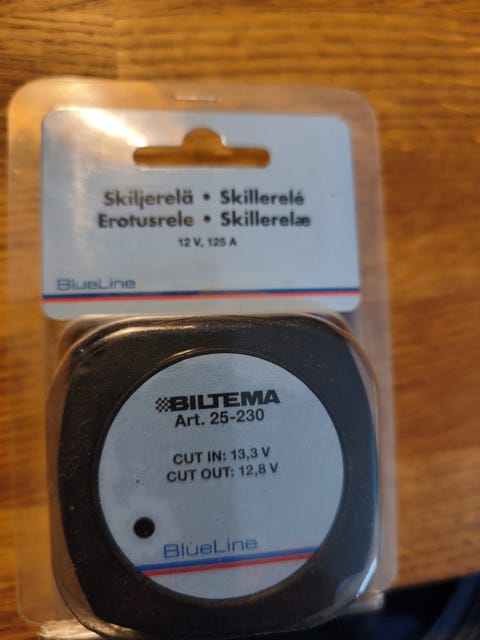 Skiljerelä • Skillerelé
Erotusrele • Skillerelæ
12 V, 125 A
BlueLine
BILTEMA
Art. 25-230
CUT IN: 13,3 V
CUT OUT: 12,8 V
BlueLine